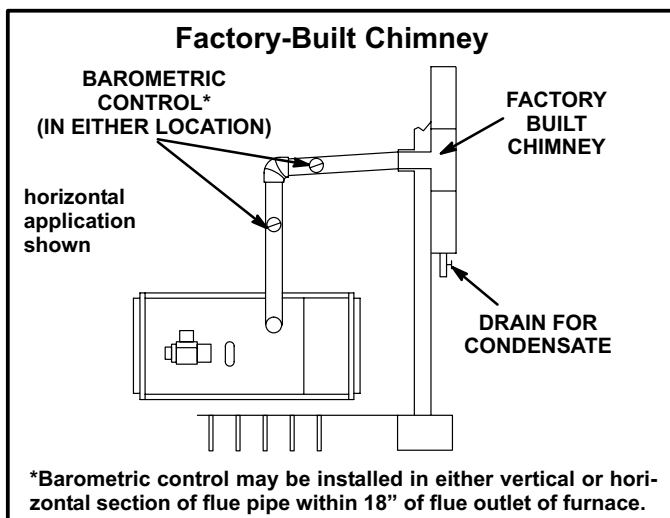 Factory-Built Chimney
BAROMETRIC
CONTROL*
(IN EITHER LOCATION)
FACTORY
BUILT
CHIMNEY
horizontal
application
shown
DRAIN FOR
CONDENSATE
*Barometric control may be installed in either vertical or hori-
zontal section of flue pipe within 18” of flue outlet of furnace.